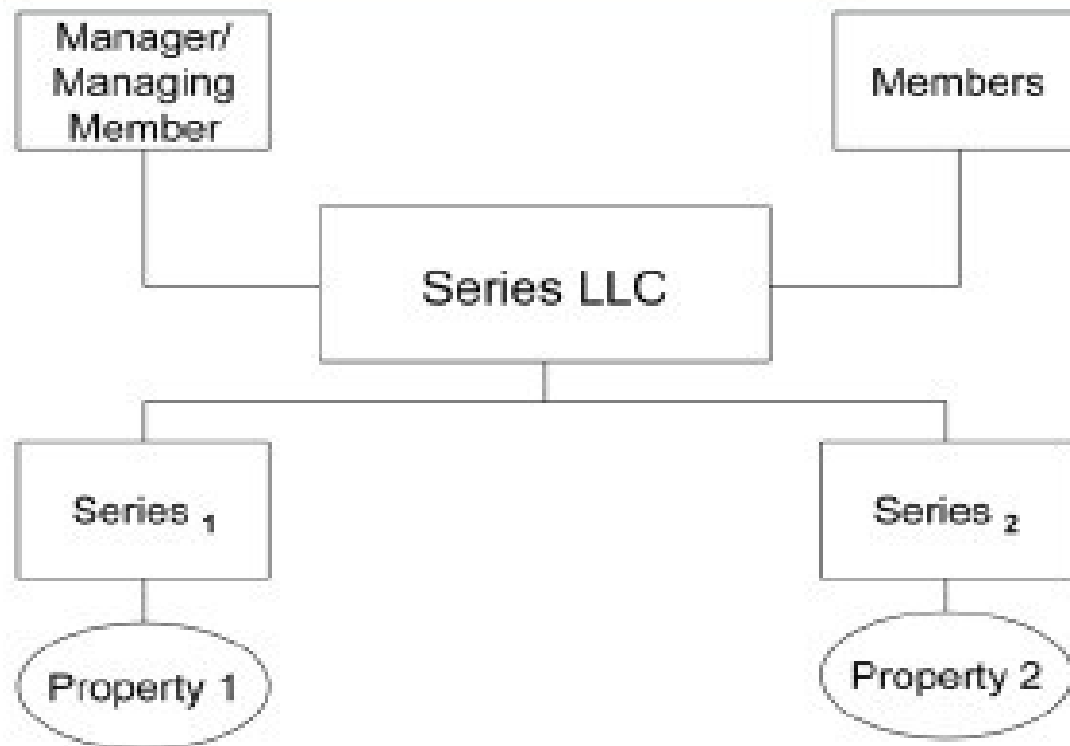 Manager/
Managing
Member
Members
Series LLC
Series 1
Series 2
Property 1
Property 2